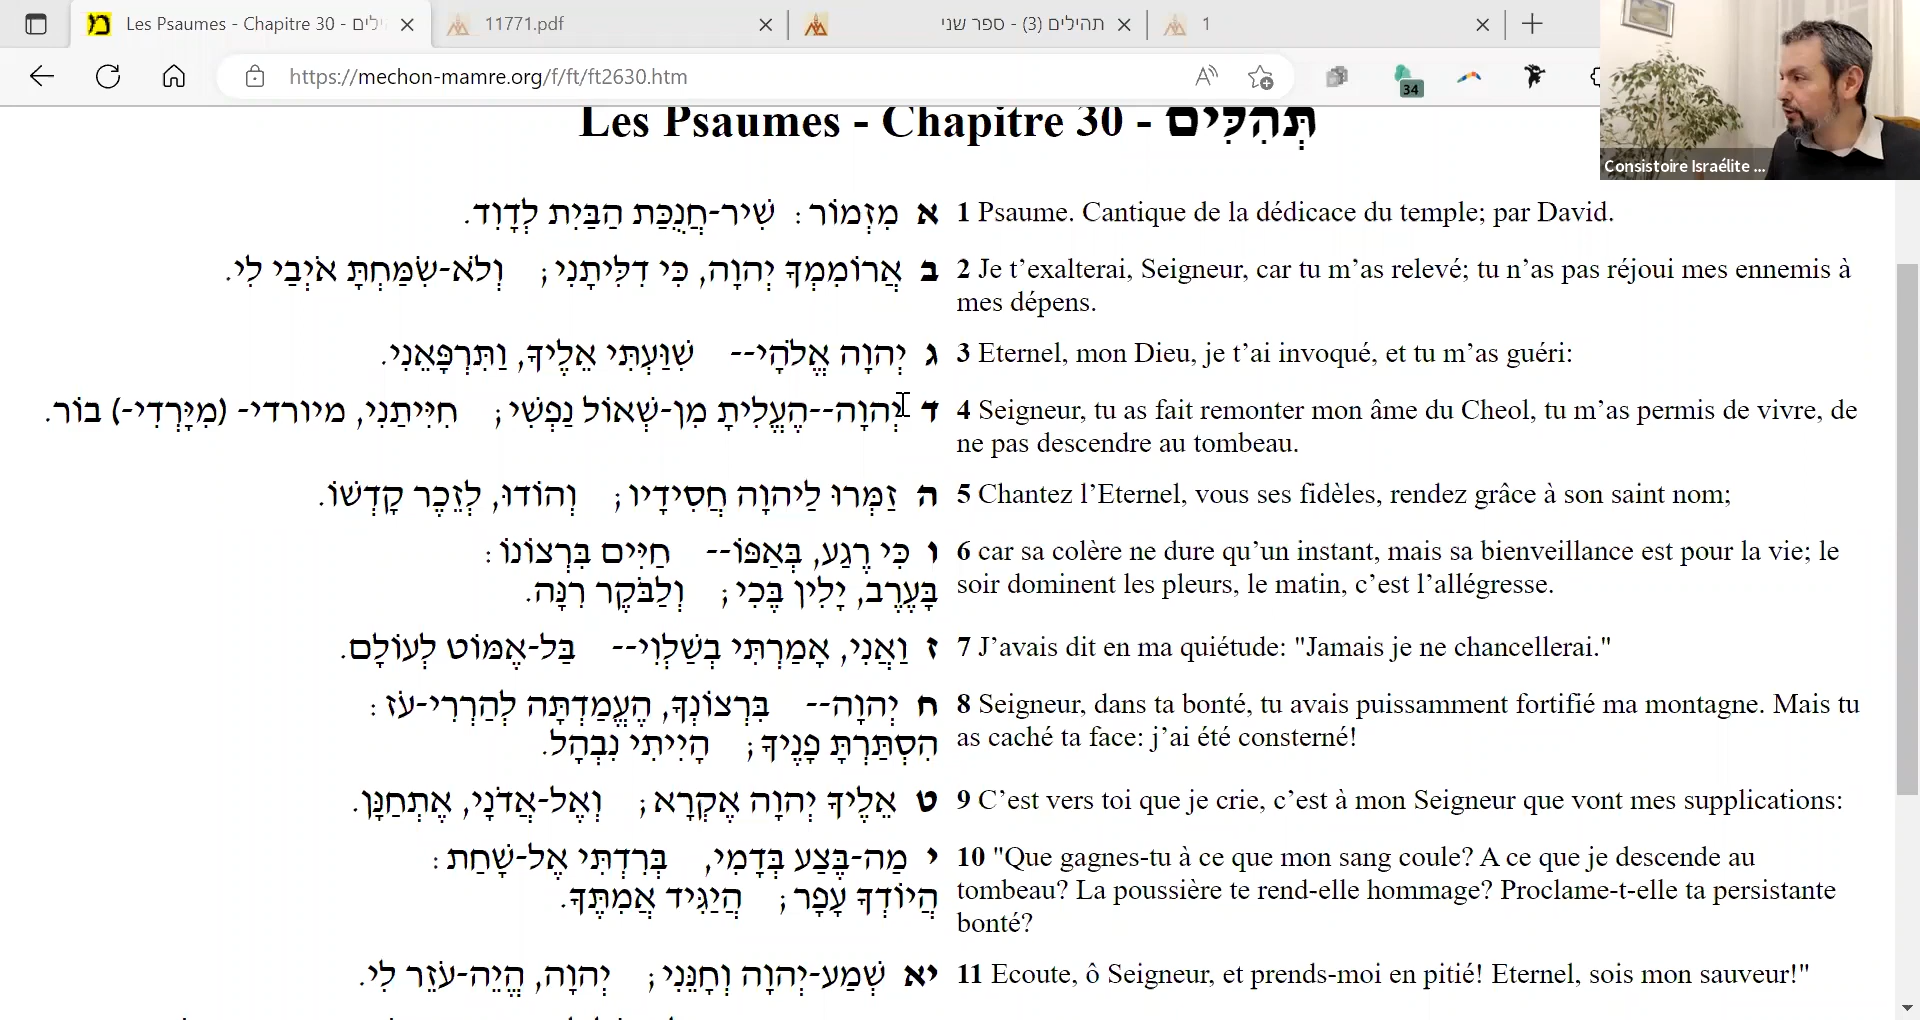 Les Psaumes - Chapitre 30 - תהילים
11771.pdf
תהילים (3) - ספר שני
1
https://mechon-mamre.org/f/ft/ft2630.htm
34
Consistoire Israélite ...
Les Psaumes - Chapitre 30 - תְּהִלִּים
א מִזְמוֹר: שִׁיר-חֲנֻכַּת הַבַּיִת לְדָוִד.
1 Psaume. Cantique de la dédicace du temple; par David.
ב אֲרוֹמִמְךָ יְהוָה, כִּי דִלִּיתָנִי; וְלֹא-שִׂמַּחְתָּ אֹיְבַי לִי.
2 Je t’exalterai, Seigneur, car tu m’as relevé; tu n’as pas réjoui mes ennemis à
mes dépens.
ג יְהוָה אֱלֹהָי-- שִׁוַּעְתִּי אֵלֶיךָ, וַתִּרְפָּאֵנִי.
3 Eternel, mon Dieu, je t’ai invoqué, et tu m’as guéri:
ד יְהוָה--הֶעֱלִיתָ מִן-שְׁאוֹל נַפְשִׁי; חִיִּיתַנִי, מיורדי- (מִיָּרְדִי-) בוֹר.
4 Seigneur, tu as fait remonter mon âme du Cheol, tu m’as permis de vivre, de
ne pas descendre au tombeau.
ה זַמְּרוּ לַיהוָה חֲסִידָיו; וְהוֹדוּ, לְזֵכֶר קָדְשׁוֹ.
5 Chantez l’Eternel, vous ses fidèles, rendez grâce à son saint nom;
ו כִּי רֶגַע, בְּאַפּוֹ-- חַיִּים בִּרְצוֹנוֹ:
בָּעֶרֶב, יָלִין בֶּכִי; וְלַבֹּקֶר רִנָּה.
6 car sa colère ne dure qu’un instant, mais sa bienveillance est pour la vie; le
soir dominent les pleurs, le matin, c’est l’allégresse.
ז וַאֲנִי, אָמַרְתִּי בְשַׁלְוִי-- בַּל-אֶמּוֹט לְעוֹלָם.
7 J’avais dit en ma quiétude: "Jamais je ne chancellerai."
ח יְהוָה-- בִּרְצוֹנְךָ, הֶעֱמַדְתָּה לְהַרְרִי-עֹז:
הִסְתַּרְתָּ פָנֶיךָ; הָיִיתִי נִבְהָל.
8 Seigneur, dans ta bonté, tu avais puissamment fortifié ma montagne. Mais tu
as caché ta face: j’ai été consterné!
ט אֵלֶיךָ יְהוָה אֶקְרָא; וְאֶל-אֲדֹנָי, אֶתְחַנָּן.
9 C’est vers toi que je crie, c’est à mon Seigneur que vont mes supplications:
י מַה-בֶּצַע בְּדָמִי, בְּרִדְתִּי אֶל-שָׁחַת:
הֲיוֹדְךָ עָפָר; הֲיַגִּיד אֲמִתֶּךָ.
10 "Que gagnes-tu à ce que mon sang coule? A ce que je descende au
tombeau? La poussière te rend-elle hommage? Proclame-t-elle ta persistante
bonté?
יא שְׁמַע-יְהוָה וְחָנֵּנִי; יְהוָה, הֱיֵה-עֹזֵר לִי.
11 Ecoute, ô Seigneur, et prends-moi en pitié! Eternel, sois mon sauveur!"